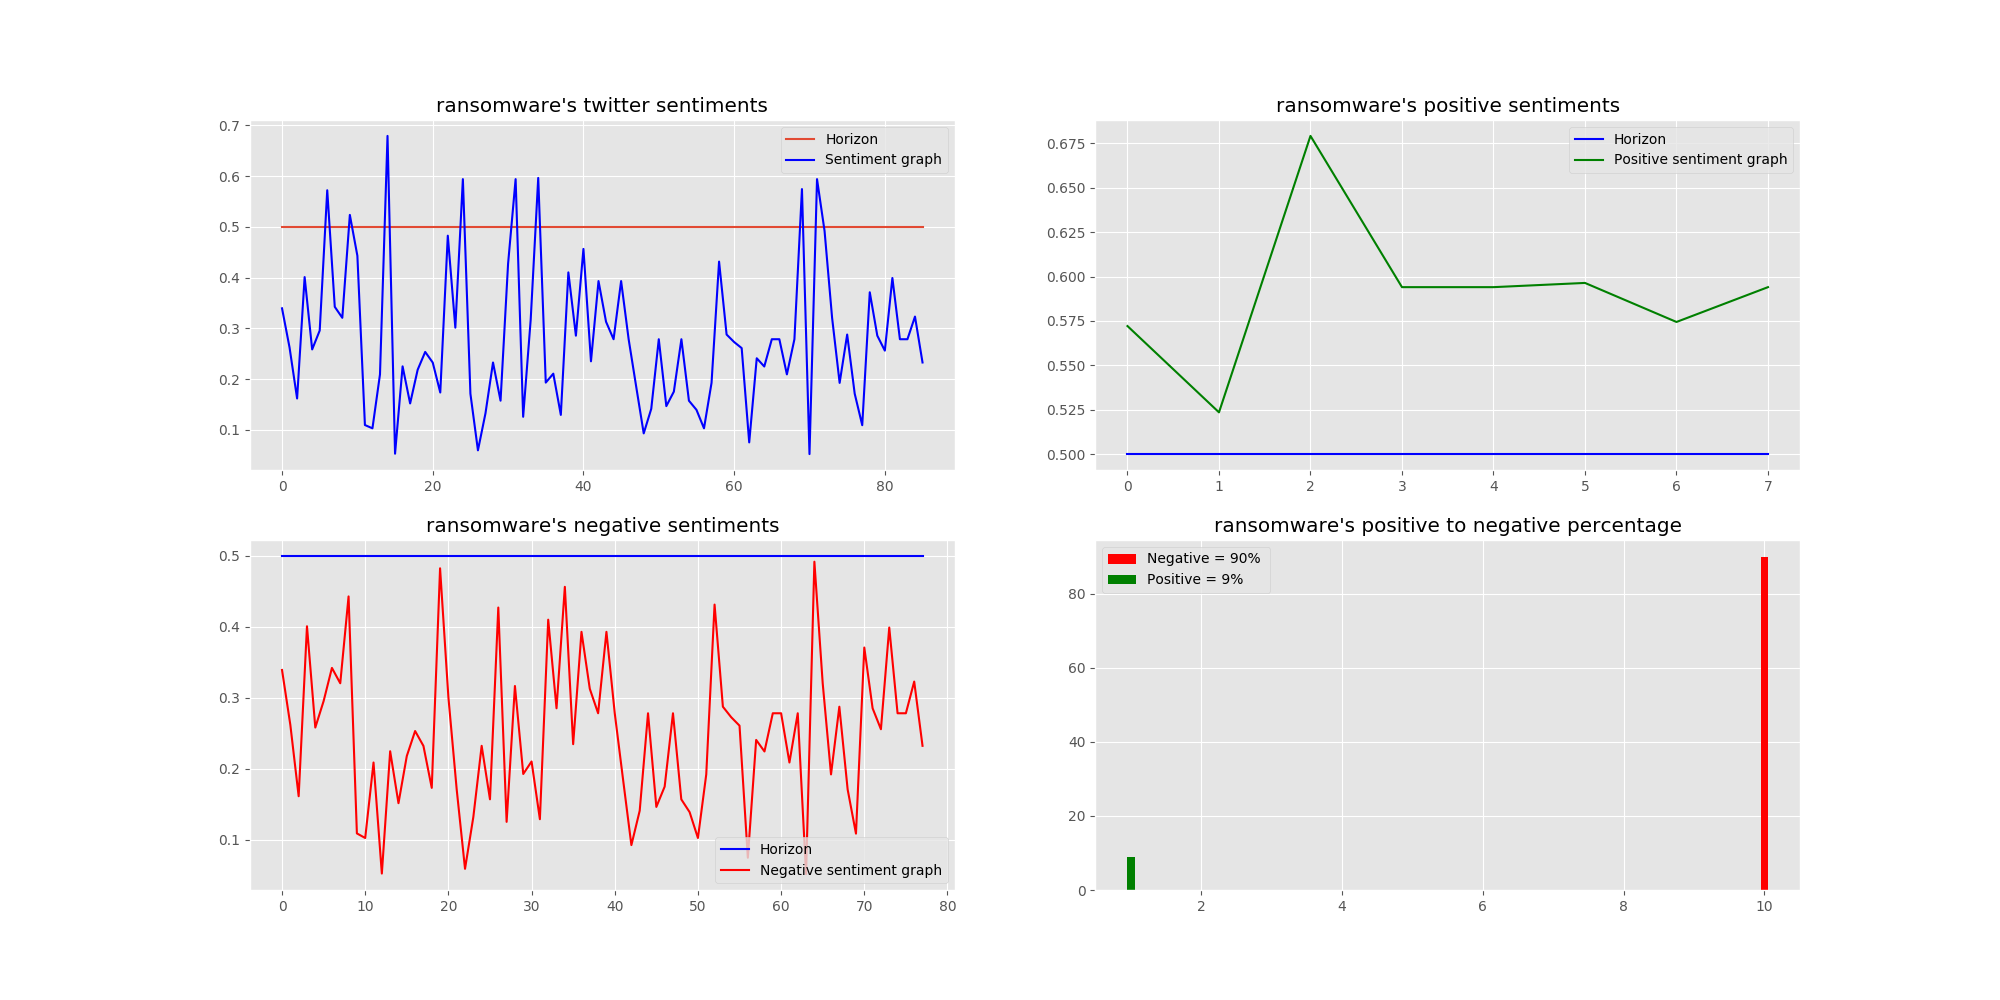 ransomware's twitter sentiments
0.7
0.6
0.5
0.4
0.3
0.2
0.1
0 20 40 60 80
Horizon
Sentiment graph
ransomware's positive sentiments
0.675
0.650
0.625
0.600
0.575
0.550
0.525
0.500
0 1 2 3 4 5 6 7
Horizon
Positive sentiment graph
ransomware's negative sentiments
0.5
0.4
0.3
0.2
0.1
0 10 20 30 40 50 60 70 80
Horizon
Negative sentiment graph
ransomware's positive to negative percentage
Negative = 90%
Positive = 9%
80
60
40
20
0
2 4 6 8 10